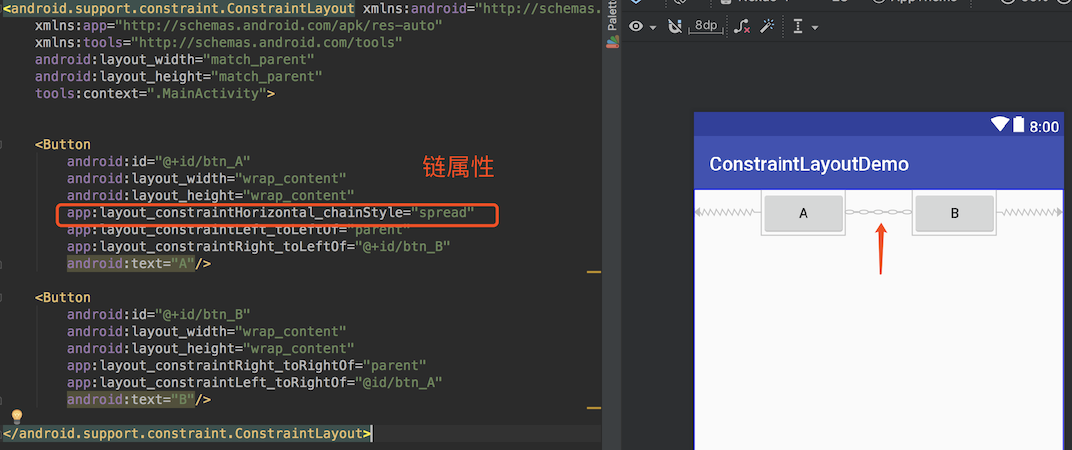 <android.support.constraint.ConstraintLayout xmlns:android="http://schemas.
xmlns:app="http://schemas.android.com/apk/res-auto"
xmlns:tools="http://schemas.android.com/tools"
android:layout_width="match_parent"
android:layout_height="match_parent"
tools:context=".MainActivity">
<Button
android:id="@+id/btn_A"
android:layout_width="wrap_content"
android:layout_height="wrap_content"
app:layout_constraintHorizontal_chainStyle="spread"
app:layout_constraintLeft_toLeftOf="parent"
app:layout_constraintRight_toLeftOf="@+id/btn_B"
android:text="A"/>
链属性
<Button
android:id="@+id/btn_B"
android:layout_width="wrap_content"
android:layout_height="wrap_content"
app:layout_constraintRight_toRightOf="parent"
app:layout_constraintLeft_toRightOf="@id/btn_A"
android:text="B"/>
</android.support.constraint.ConstraintLayout>
Palett
8dp
8:00
ConstraintLayoutDemo
A
B